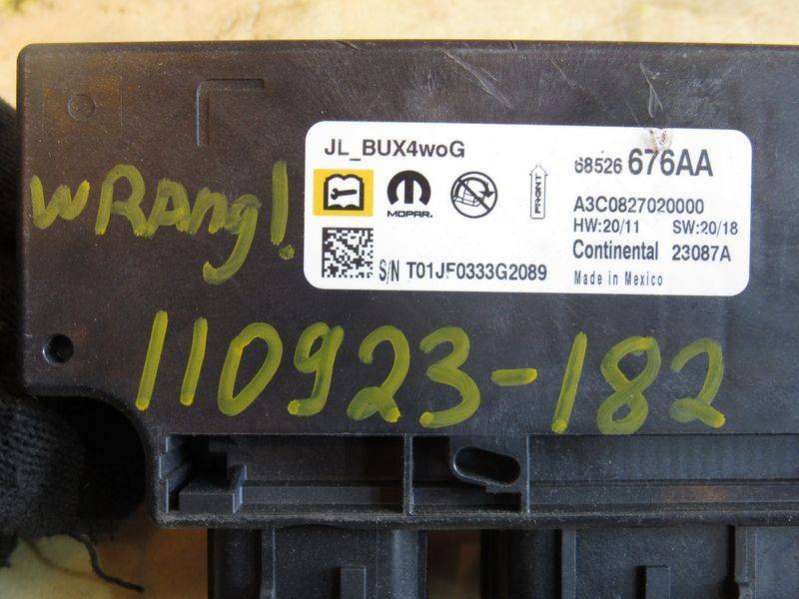 JL_BUX4woG
68526 676AA
MOPAR.
FRONT
A3C0827020000
HW:20/11 SW:20/18
Continental 23087A
S/N T01JF0333G2089
Made in Mexico
wRAng!
110923-182